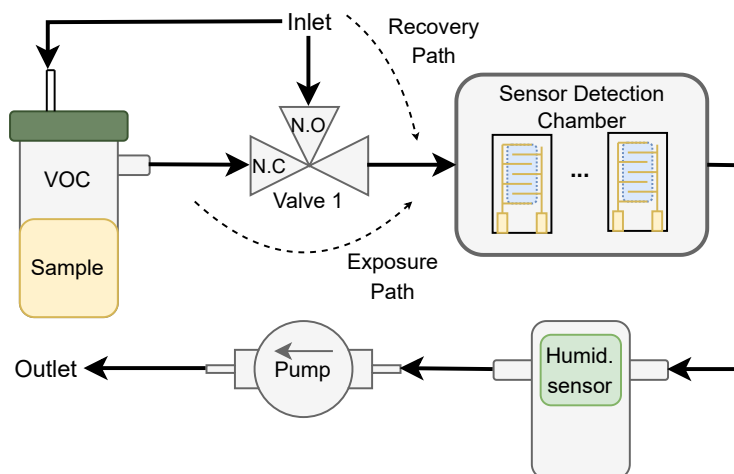 Inlet
Recovery
Path
N.O
N.C
Valve 1
VOC
Sample
Exposure
Path
Sensor Detection
Chamber
...
Humid.
sensor
Pump
Outlet